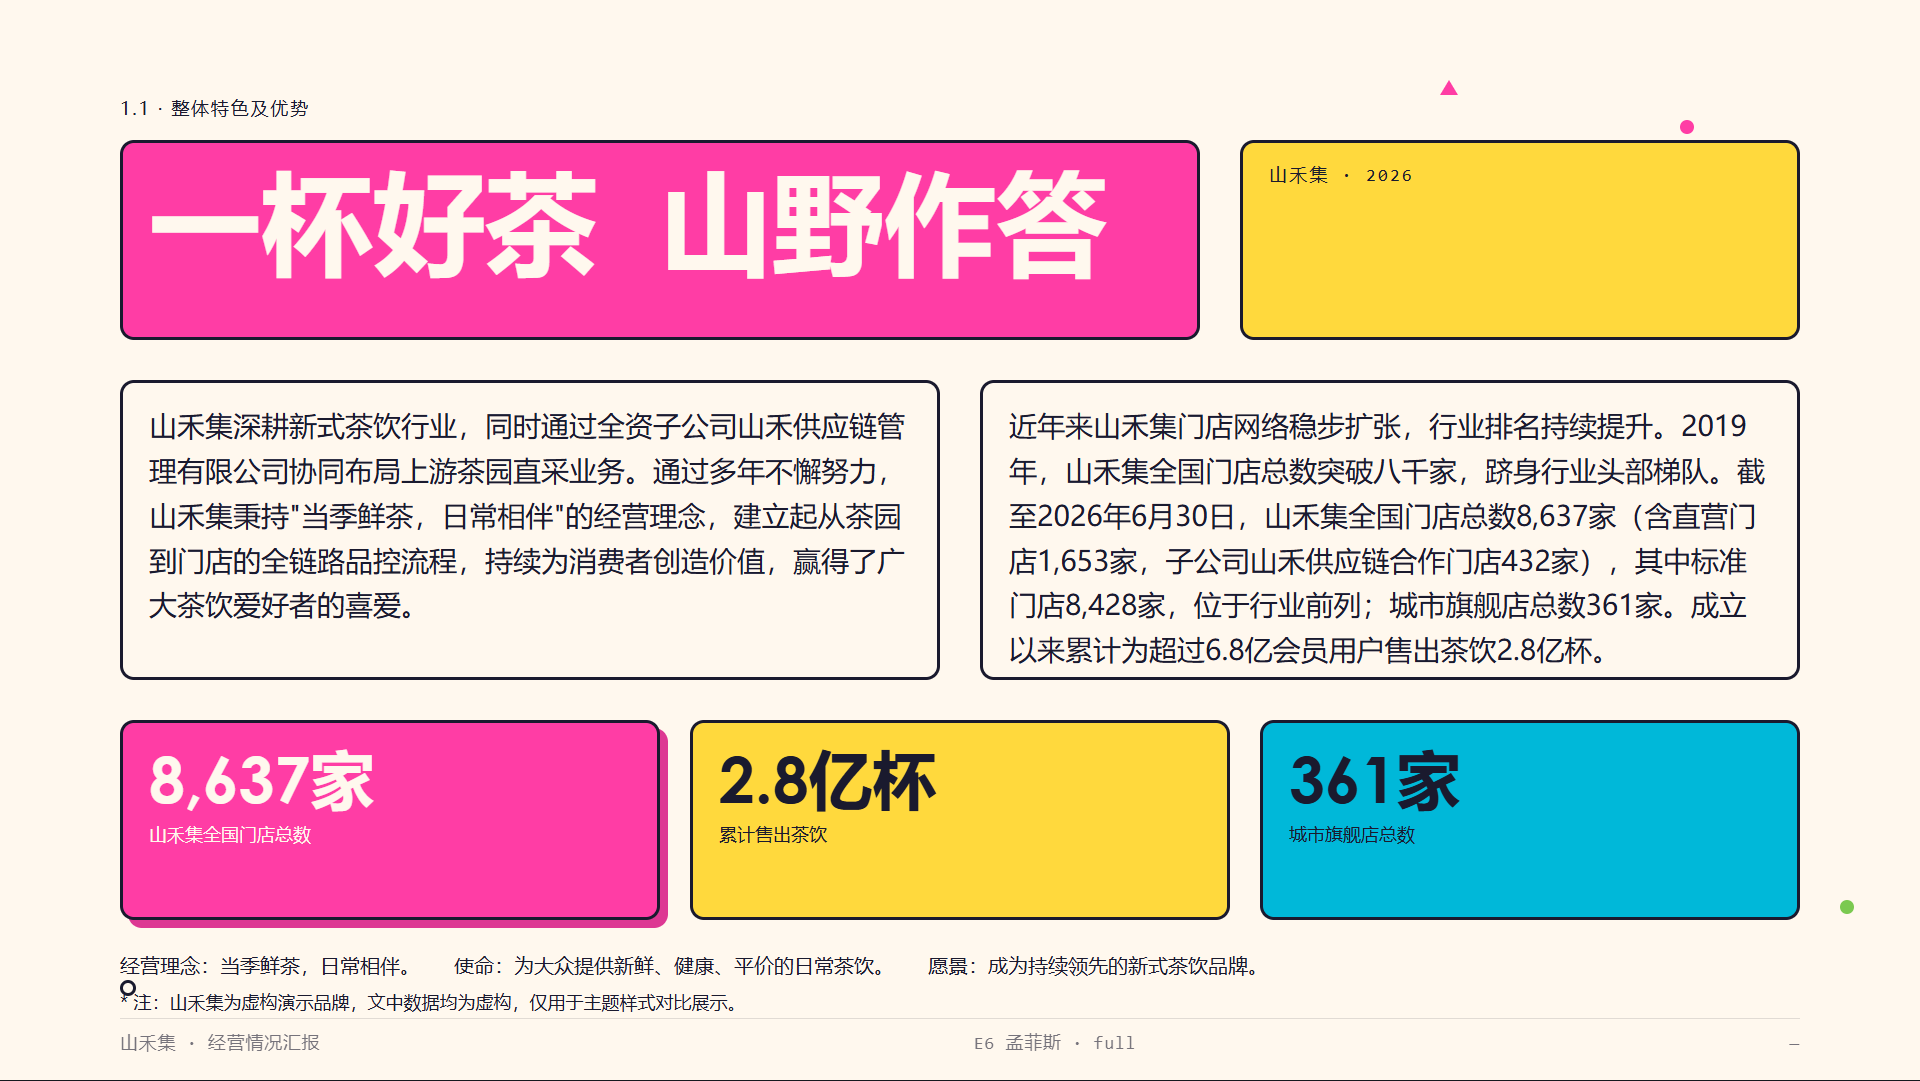 1.1 · 整体特色及优势
一杯好茶 山野作答
山禾集 · 2026
山禾集深耕新式茶饮行业，同时通过全资子公司山禾供应链管
理有限公司协同布局上游茶园直采业务。通过多年不懈努力，
山禾集秉持"当季鲜茶，日常相伴"的经营理念，建立起从茶园
到门店的全链路品控流程，持续为消费者创造价值，赢得了广
大茶饮爱好者的喜爱。
近年来山禾集门店网络稳步扩张，行业排名持续提升。2019
年，山禾集全国门店总数突破八千家，跻身行业头部梯队。截
至2026年6月30日，山禾集全国门店总数8,637家（含直营门
店1,653家，子公司山禾供应链合作门店432家），其中标准
门店8,428家，位于行业前列；城市旗舰店总数361家。成立
以来累计为超过6.8亿会员用户售出茶饮2.8亿杯。
8,637家
山禾集全国门店总数
2.8亿杯
累计售出茶饮
361家
城市旗舰店总数
经营理念：当季鲜茶，日常相伴。 使命：为大众提供新鲜、健康、平价的日常茶饮。 愿景：成为持续领先的新式茶饮品牌。
* 注：山禾集为虚构演示品牌，文中数据均为虚构，仅用于主题样式对比展示。
山禾集 · 经营情况汇报
E6 孟菲斯 · full
—